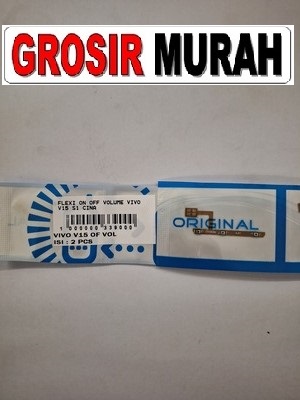 GROSIR MURAH
FLEXI ON OFF VOLUME VIVO
V15 S1 CINA
1 000000 338000
VIVO V15 OF VOL
ISI : 2 PCS
ORIGINAL